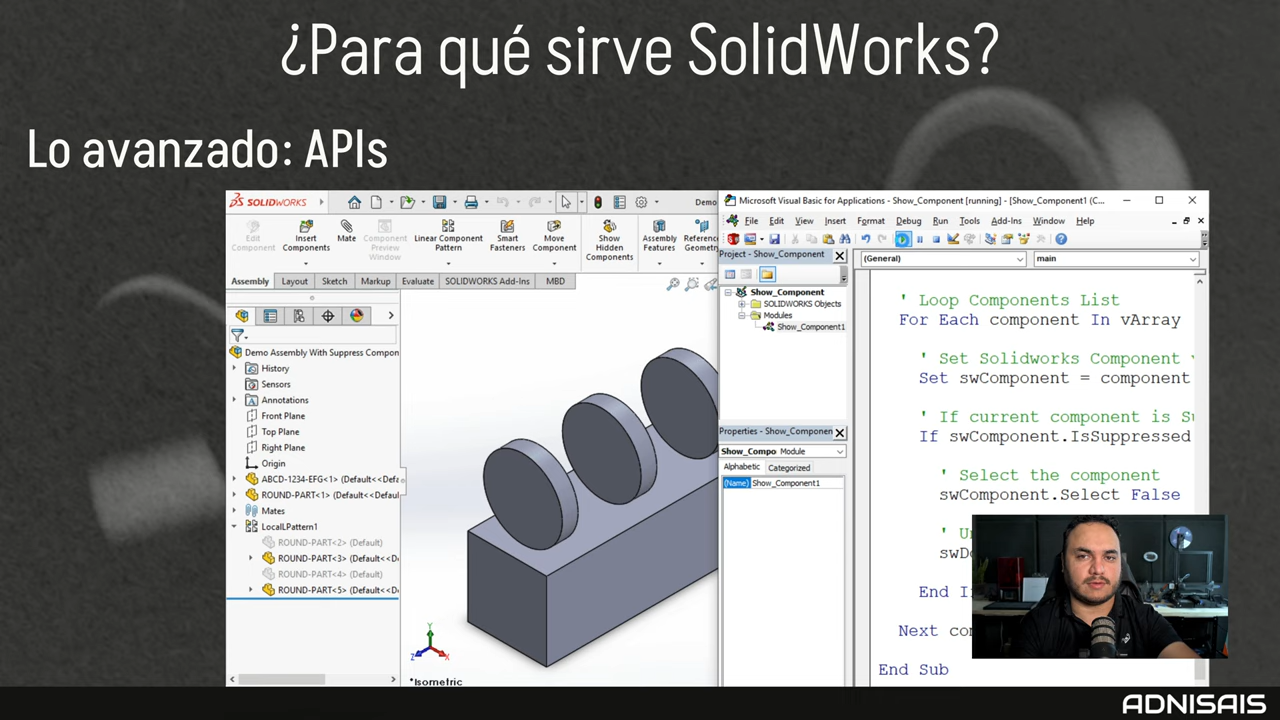 ¿Para qué sirve SolidWorks?
Lo avanzado: APIs
SOLIDWORKS
Demo
Edit Component
Insert Components
Mate
Component Preview Window
Linear Component Pattern
Smart Fasteners
Move Component
Show Hidden Components
Assembly Features
Reference Geometry
Assembly Layout Sketch Markup Evaluate SOLIDWORKS Add-Ins MBD
Demo Assembly With Suppress Compon
History
Sensors
Annotations
Front Plane
Top Plane
Right Plane
Origin
ABCD-1234-EFG<1> (Default<<Defa
ROUND-PART<1> (Default<<Defaul
Mates
LocalLPattern1
ROUND-PART<2> (Default)
ROUND-PART<3> (Default<<D
ROUND-PART<4> (Default)
ROUND-PART<5> (Default<<D
Y
Z
X
*Isometric
Microsoft Visual Basic for Applications - Show_Component [running] - [Show_Component1 (C...
File Edit View Insert Format Debug Run Tools Add-Ins Window Help
Project - Show_Component
Show_Component
SOLIDWORKS Objects
Modules
Show_Component1
Properties - Show_Componen
Show_Compo Module
Alphabetic Categorized
(Name) Show_Component1
(General)
main
' Loop Components List
For Each component In vArray
' Set Solidworks Component v
Set swComponent = component
' If current component is Su
If swComponent.IsSuppressed
' Select the component
swComponent.Select False
' Un
swDo
End I
Next con
End Sub
ADNISAIS